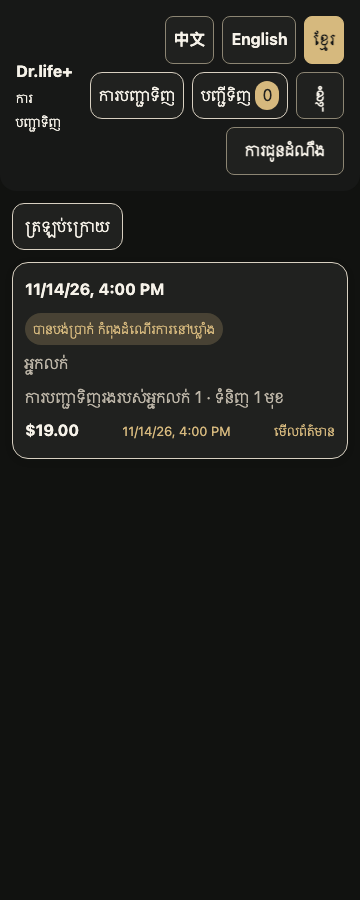 中文
English
ខ្មែរ
Dr.life+
ការ
បញ្ជាទិញ
ការបញ្ជាទិញ
បញ្ជីទិញ 0
ខ្ញុំ
ការជូនដំណឹង
ត្រឡប់ក្រោយ
11/14/26, 4:00 PM
បានបង់ប្រាក់ កំពុងដំណើរការនៅឃ្លាំង
អ្នកលក់
ការបញ្ជាទិញរងរបស់អ្នកលក់ 1 · ទំនិញ 1 មុខ
$19.00
11/14/26, 4:00 PM
មើលព័ត៌មាន